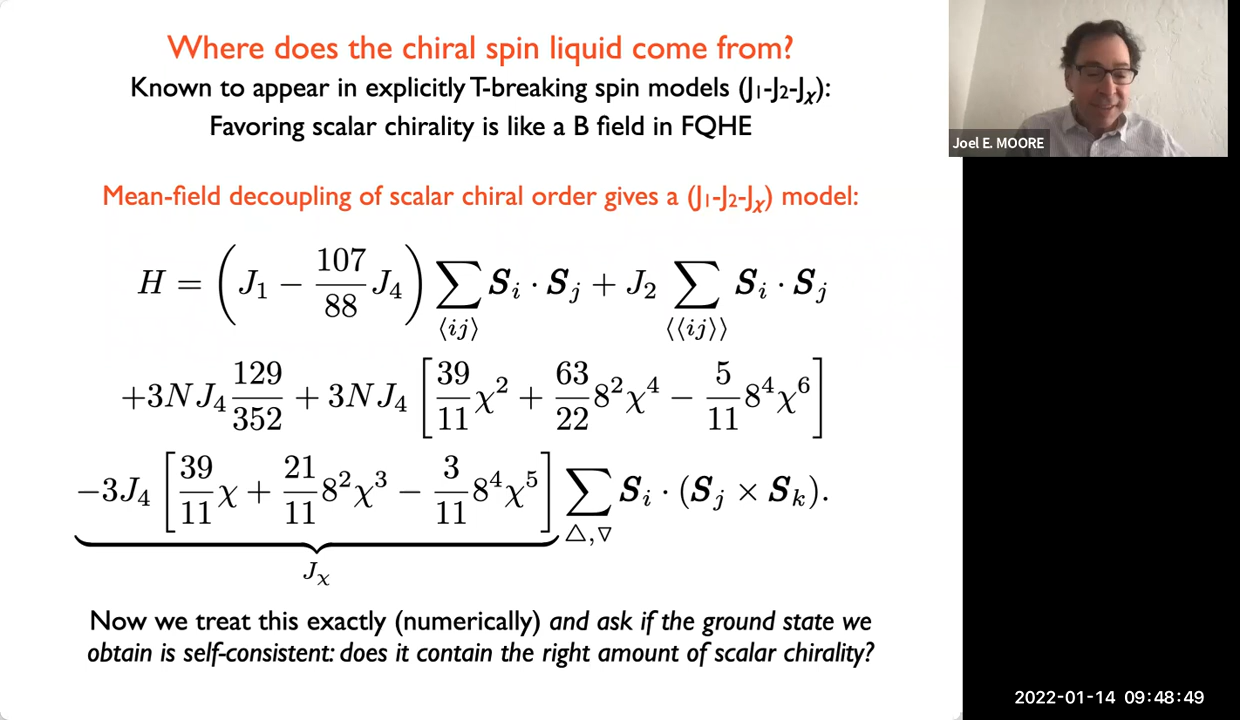 Where does the chiral spin liquid come from?
Known to appear in explicitly T-breaking spin models (J₁-J₂-Jᵪ):
Favoring scalar chirality is like a B field in FQHE
Joel E. MOORE
Mean-field decoupling of scalar chiral order gives a (J₁-J₂-Jᵪ) model:
H = ( J₁ − 107/88 J₄ ) ∑_⟨ij⟩ Sᵢ · Sⱼ + J₂ ∑_⟨⟨ij⟩⟩ Sᵢ · Sⱼ
+3NJ₄ 129/352 + 3NJ₄ [ 39/11 χ² + 63/22 8²χ⁴ − 5/11 8⁴χ⁶ ]
−3J₄ [ 39/11 χ + 21/11 8²χ³ − 3/11 8⁴χ⁵ ] ∑_△,▽ Sᵢ · (Sⱼ × Sₖ).
Jᵪ
Now we treat this exactly (numerically) and ask if the ground state we
obtain is self-consistent: does it contain the right amount of scalar chirality?
2022-01-14 09:48:49